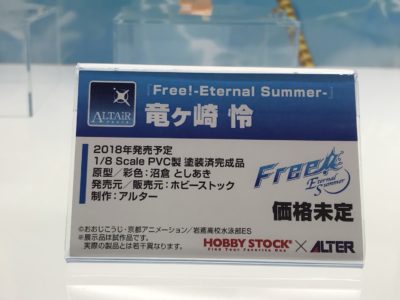 『Free!-Eternal Summer-』
ALTAiR
竜ヶ崎 怜
2018年発売予定
1/8 Scale PVC製 塗装済完成品
原型／彩色：沼倉 としあき
発売元／販売元：ホビーストック
制作：アルター
Free!
Eternal Summer
価格未定
©おおじこうじ・京都アニメーション／岩鳶高校水泳部ES
※展示品は試作品です。
実際の製品とは若干異なります。
HOBBY STOCK × ALTER
Find Your Favorite One